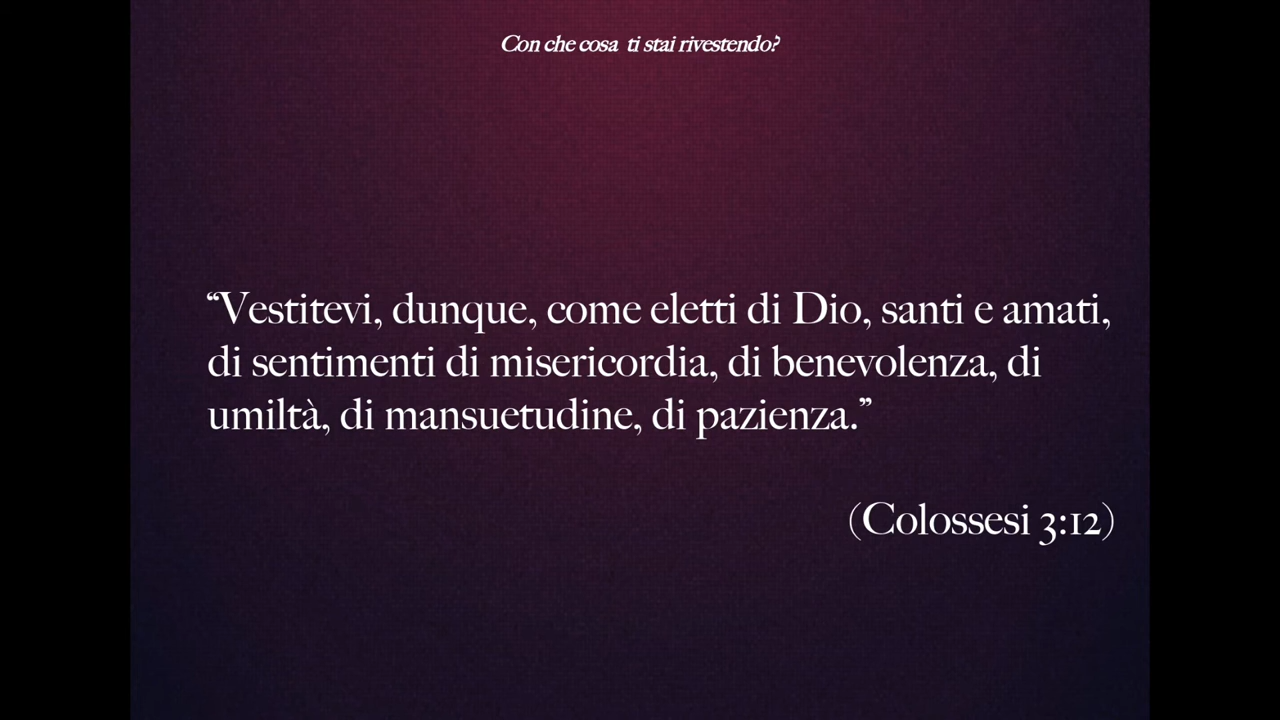 Con che cosa ti stai rivestendo?
“Vestitevi, dunque, come eletti di Dio, santi e amati,
di sentimenti di misericordia, di benevolenza, di
umiltà, di mansuetudine, di pazienza.”
(Colossesi 3:12)